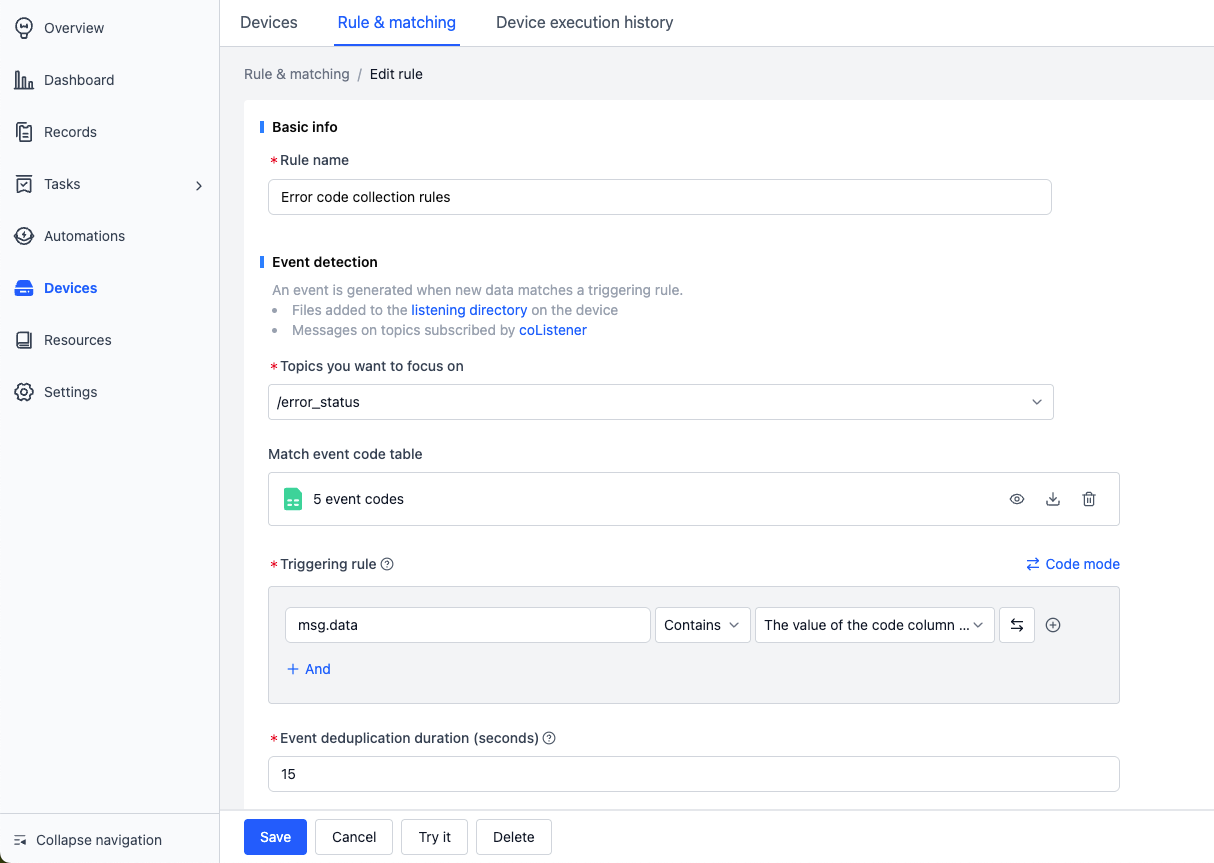 Overview
Dashboard
Records
Tasks
Automations
Devices
Resources
Settings
Collapse navigation
Devices
Rule & matching
Device execution history
Rule & matching / Edit rule
Basic info
*Rule name
Error code collection rules
Event detection
An event is generated when new data matches a triggering rule.
• Files added to the listening directory on the device
• Messages on topics subscribed by coListener
*Topics you want to focus on
/error_status
Match event code table
5 event codes
*Triggering rule
Code mode
msg.data
Contains
The value of the code column ...
+ And
*Event deduplication duration (seconds)
15
Save
Cancel
Try it
Delete